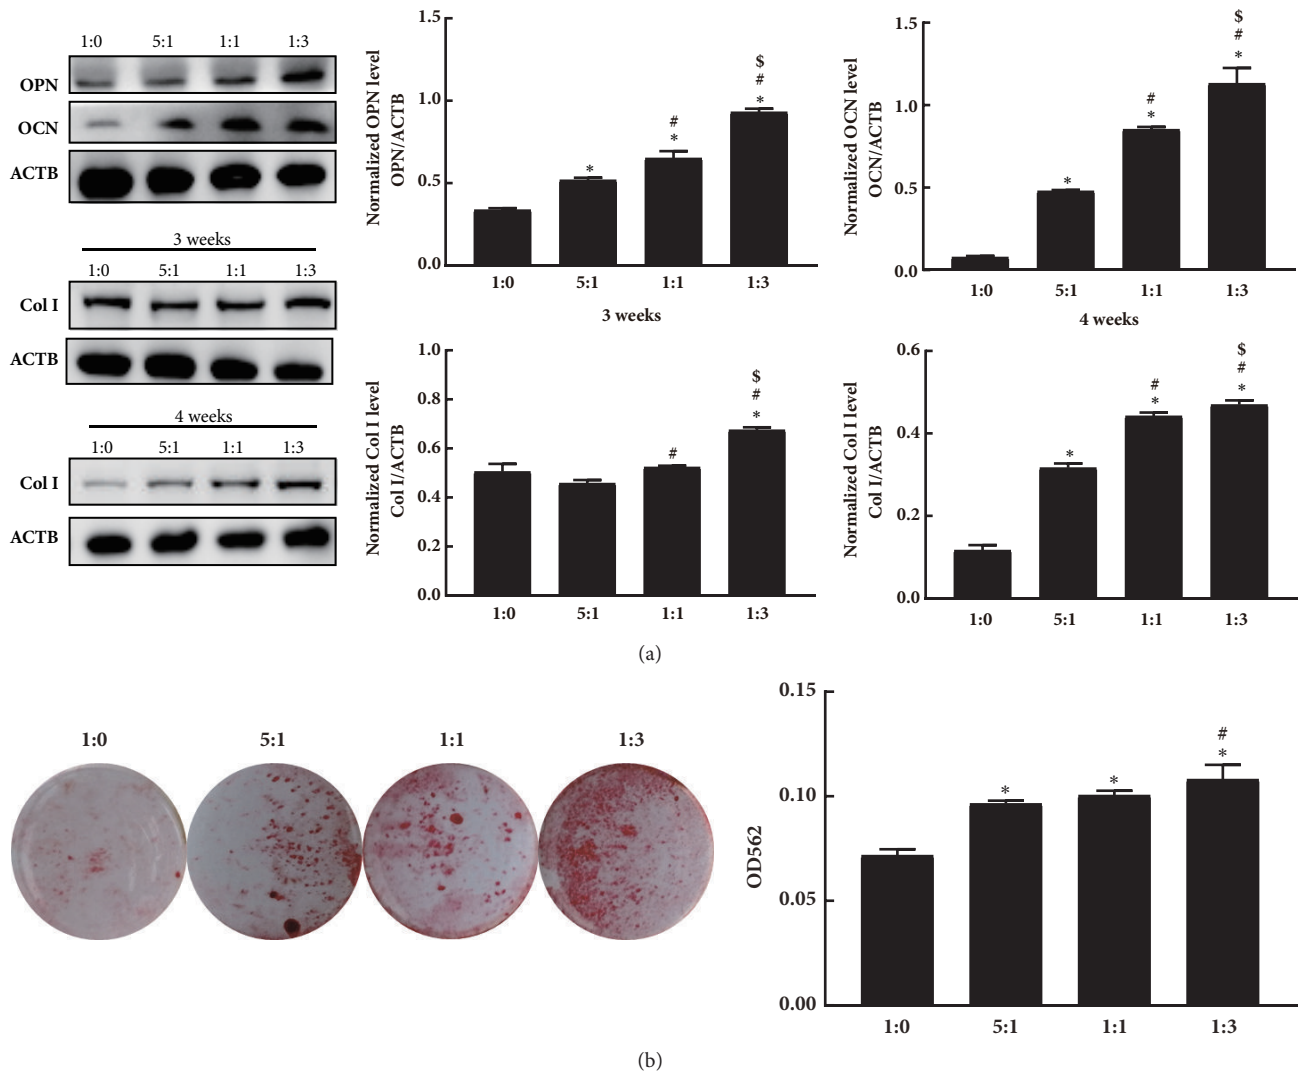 1:0 5:1 1:1 1:3
OPN
OCN
ACTB
3 weeks
1:0 5:1 1:1 1:3
Col I
ACTB
4 weeks
1:0 5:1 1:1 1:3
Col I
ACTB
Normalized OPN level
OPN/ACTB
1.5
1.0
0.5
0.0
*
#
*
$
#
*
1:0 5:1 1:1 1:3
Normalized OCN level
OCN/ACTB
1.5
1.0
0.5
0.0
*
#
*
$
#
*
1:0 5:1 1:1 1:3
3 weeks
Normalized Col I level
Col I/ACTB
1.0
0.8
0.6
0.4
0.2
0.0
#
$
#
*
1:0 5:1 1:1 1:3
4 weeks
Normalized Col I level
Col I/ACTB
0.6
0.4
0.2
0.0
*
#
*
$
#
*
1:0 5:1 1:1 1:3
(a)
1:0 5:1 1:1 1:3
OD562
0.15
0.10
0.05
0.00
*
*
#
*
1:0 5:1 1:1 1:3
(b)